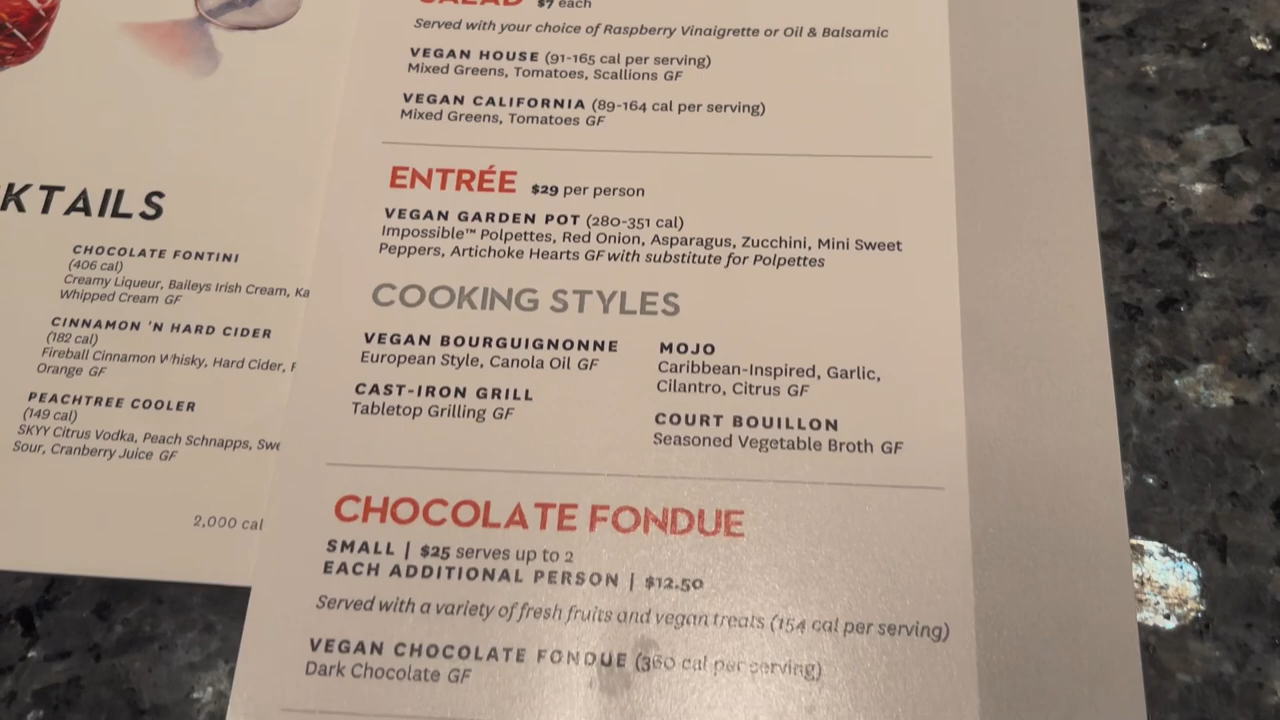 KTAILS
CHOCOLATE FONTINI
(406 cal)
Creamy Liqueur, Baileys Irish Cream, Ka
Whipped Cream GF
CINNAMON 'N HARD CIDER
(182 cal)
Fireball Cinnamon Whisky, Hard Cider,
Orange GF
PEACHTREE COOLER
(149 cal)
SKYY Citrus Vodka, Peach Schnapps, Swe
Sour, Cranberry Juice GF
2,000 cal
SALAD $7 each
Served with your choice of Raspberry Vinaigrette or Oil & Balsamic
VEGAN HOUSE (91-165 cal per serving)
Mixed Greens, Tomatoes, Scallions GF
VEGAN CALIFORNIA (89-164 cal per serving)
Mixed Greens, Tomatoes GF
ENTRÉE $29 per person
VEGAN GARDEN POT (280-351 cal)
Impossible™ Polpettes, Red Onion, Asparagus, Zucchini, Mini Sweet
Peppers, Artichoke Hearts GF with substitute for Polpettes
COOKING STYLES
VEGAN BOURGUIGNONNE
European Style, Canola Oil GF
CAST-IRON GRILL
Tabletop Grilling GF
MOJO
Caribbean-Inspired, Garlic,
Cilantro, Citrus GF
COURT BOUILLON
Seasoned Vegetable Broth GF
CHOCOLATE FONDUE
SMALL | $25 serves up to 2
EACH ADDITIONAL PERSON | $12.50
Served with a variety of fresh fruits and vegan treats (154 cal per serving)
VEGAN CHOCOLATE FONDUE (360 cal per serving)
Dark Chocolate GF